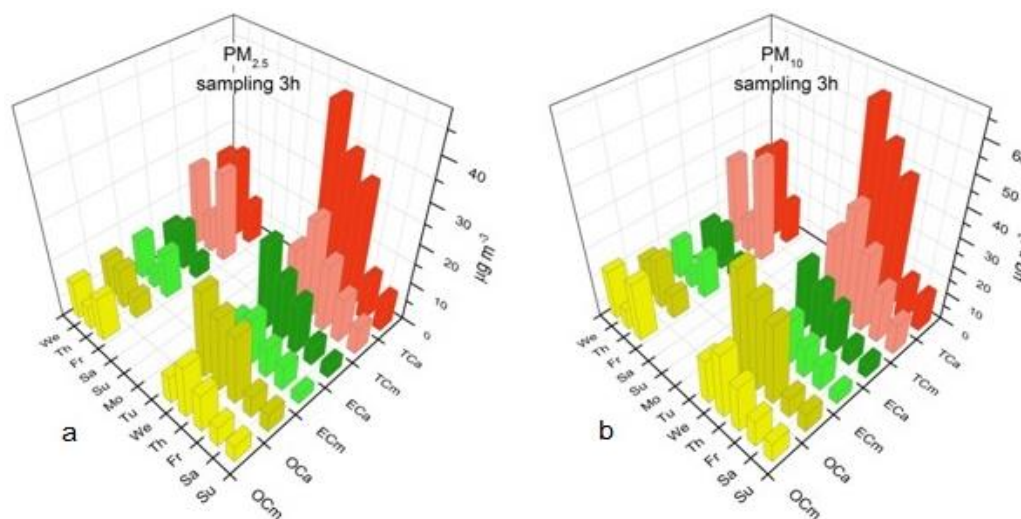 PM2.5
sampling 3h
40
30
20
10
0
µg m-3
We
Th
Fr
Sa
Su
Mo
Tu
We
Th
Fr
Sa
Su
OCm
OCa
ECm
ECa
TCm
TCa
a
PM10
sampling 3h
50
40
30
20
10
0
We
Th
Fr
Sa
Su
Mo
Tu
We
Th
Fr
Sa
Su
OCm
OCa
ECm
ECa
TCm
TCa
b